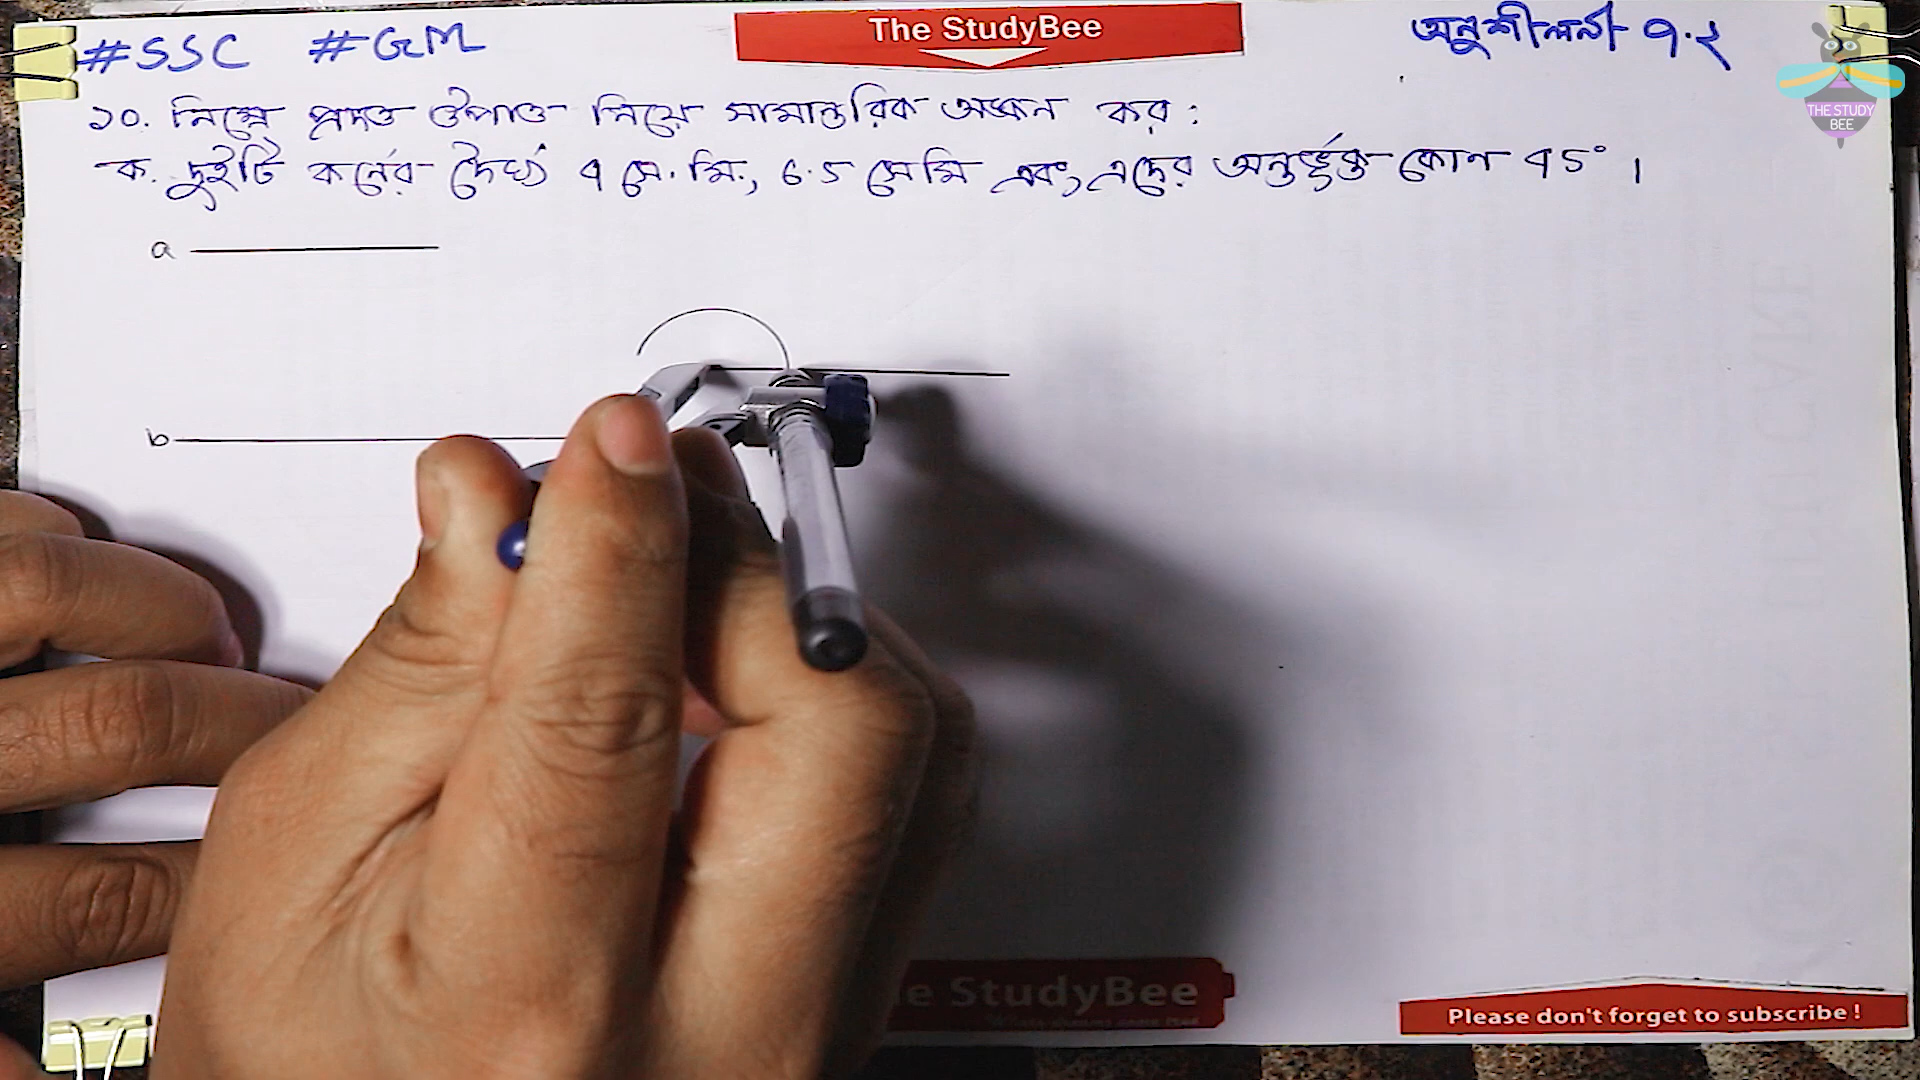 #SSC #GM
The StudyBee
অনুশীলনী ৭.২
THE STUDY
BEE
১০. নিম্নে প্রদত্ত উপাত্ত নিয়ে সামান্তরিক অঙ্কন কর :
ক. দুইটি কর্ণের দৈর্ঘ্য ৭ সে. মি., ৬.৫ সেমি এবং এদের অন্তর্ভুক্ত কোণ ৭৫° ।
a
b
StudyBee
Please don't forget to subscribe !